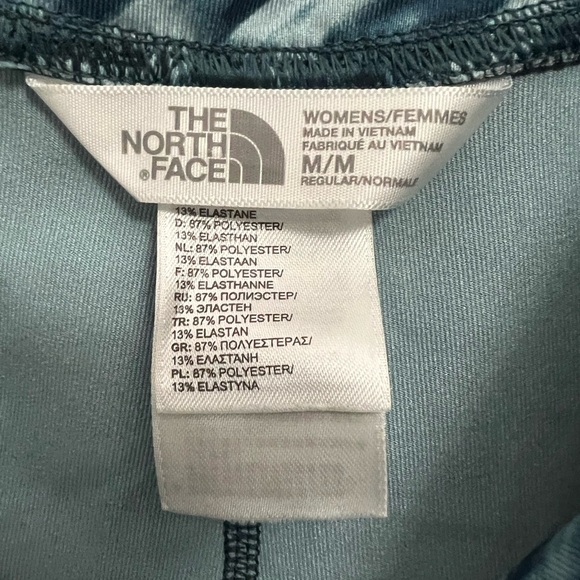 THE
NORTH
®FACE
WOMENS/FEMMES
MADE IN VIETNAM
FABRIQUÉ AU VIETNAM
M/M
REGULAR/NORMALE
13% ELASTANE
D: 87% POLYESTER/
13% ELASTHAN
NL: 87% POLYESTER/
13% ELASTAAN
F: 87% POLYESTER/
13% ELASTHANNE
RU: 87% ПОЛИЭСТЕР/
13% ЭЛАСТЕН
TR: 87% POLYESTER/
13% ELASTAN
GR: 87% ΠΟΛΥΕΣΤΕΡΑΣ/
13% ΕΛΑΣΤΑΝΗ
PL: 87% POLYESTER/
13% ELASTYNA